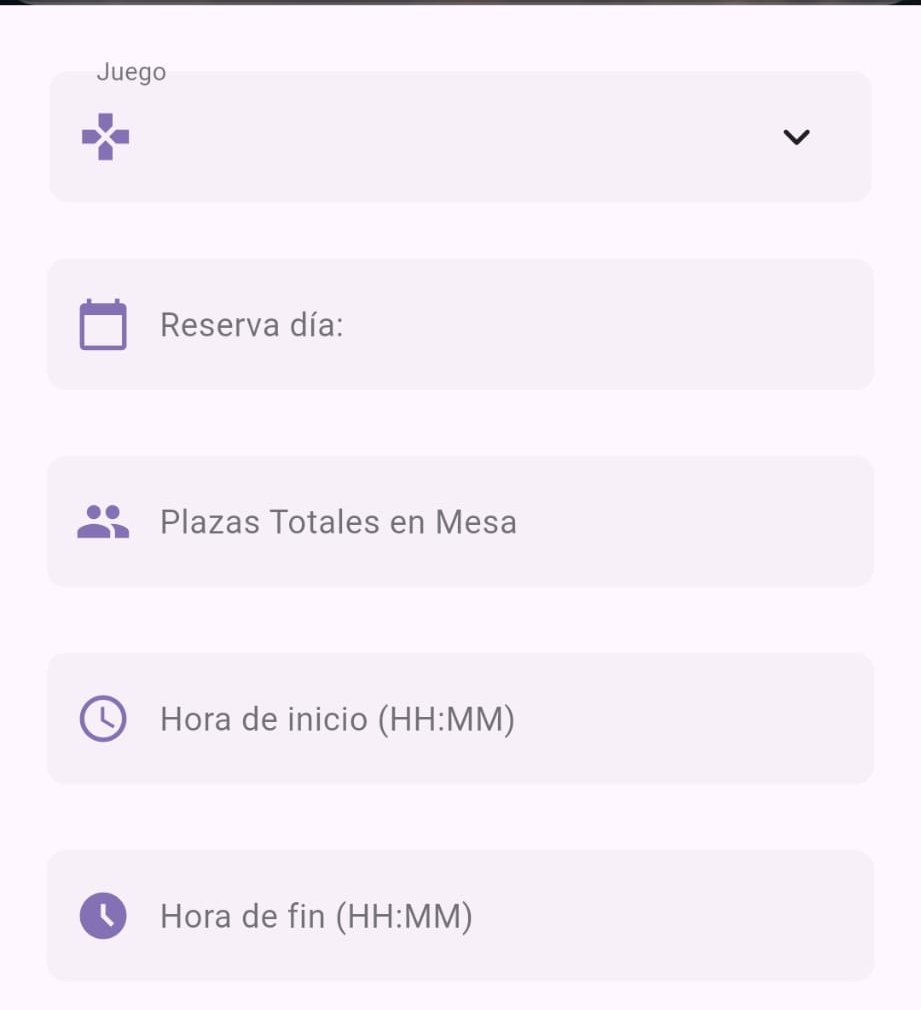 Juego
Reserva día:
Plazas Totales en Mesa
Hora de inicio (HH:MM)
Hora de fin (HH:MM)